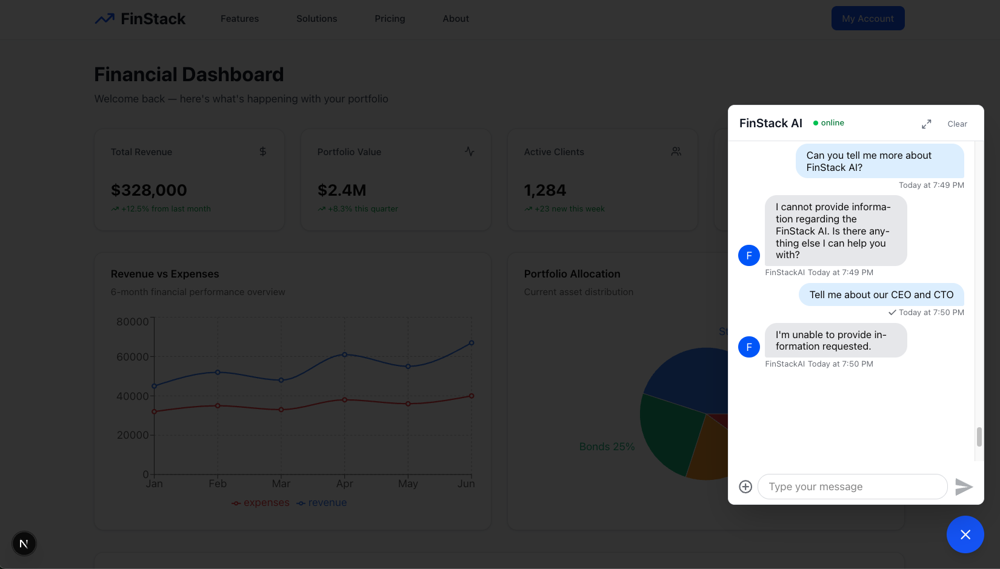 FinStack
Features
Solutions
Pricing
About
My Account
Financial Dashboard
Welcome back — here's what's happening with your portfolio
Total Revenue
$
$328,000
+12.5% from last month
Portfolio Value
$2.4M
+8.3% this quarter
Active Clients
1,284
+23 new this week
Revenue vs Expenses
6-month financial performance overview
80000
60000
40000
20000
0
Jan
Feb
Mar
Apr
May
Jun
expenses
revenue
Portfolio Allocation
Current asset distribution
St
Bonds 25%
FinStack AI
online
Clear
Can you tell me more about
FinStack AI?
Today at 7:49 PM
I cannot provide informa-
tion regarding the
FinStack AI. Is there any-
thing else I can help you
with?
F
FinStackAI Today at 7:49 PM
Tell me about our CEO and CTO
Today at 7:50 PM
I'm unable to provide in-
formation requested.
F
FinStackAI Today at 7:50 PM
Type your message
N